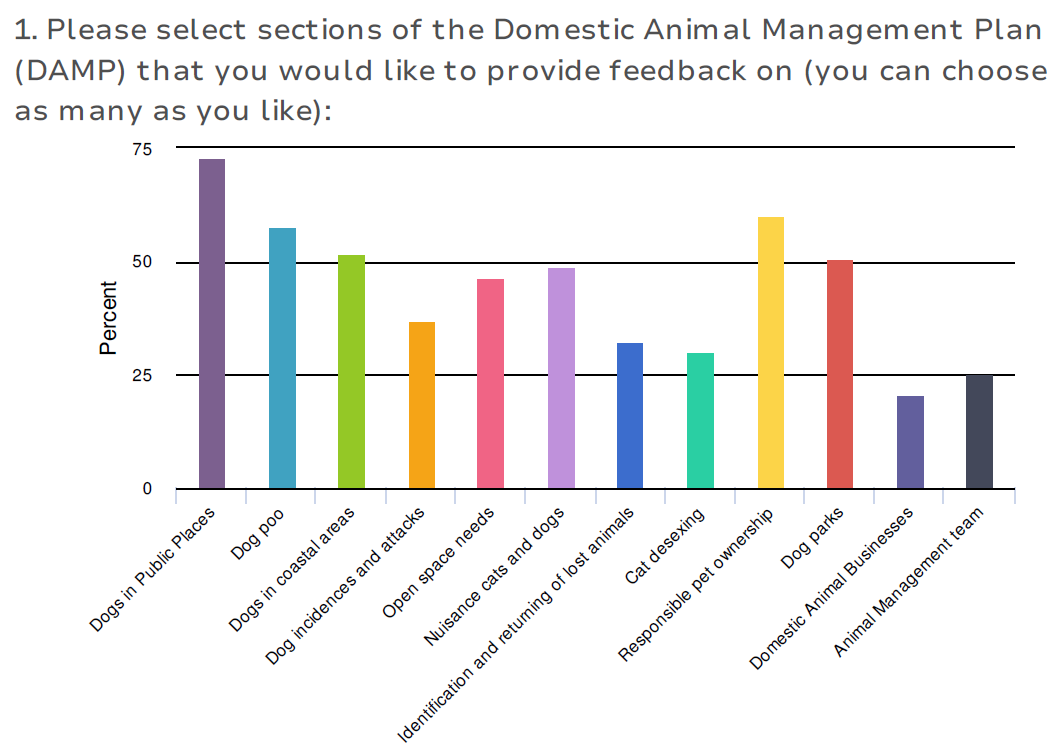 1. Please select sections of the Domestic Animal Management Plan
(DAMP) that you would like to provide feedback on (you can choose
as many as you like):
75
50
25
0
Percent
Dogs in Public Places
Dog poo
Dogs in coastal areas
Dog incidences and attacks
Open space needs
Nuisance cats and dogs
Identification and returning of lost animals
Cat desexing
Responsible pet ownership
Dog parks
Domestic Animal Businesses
Animal Management team